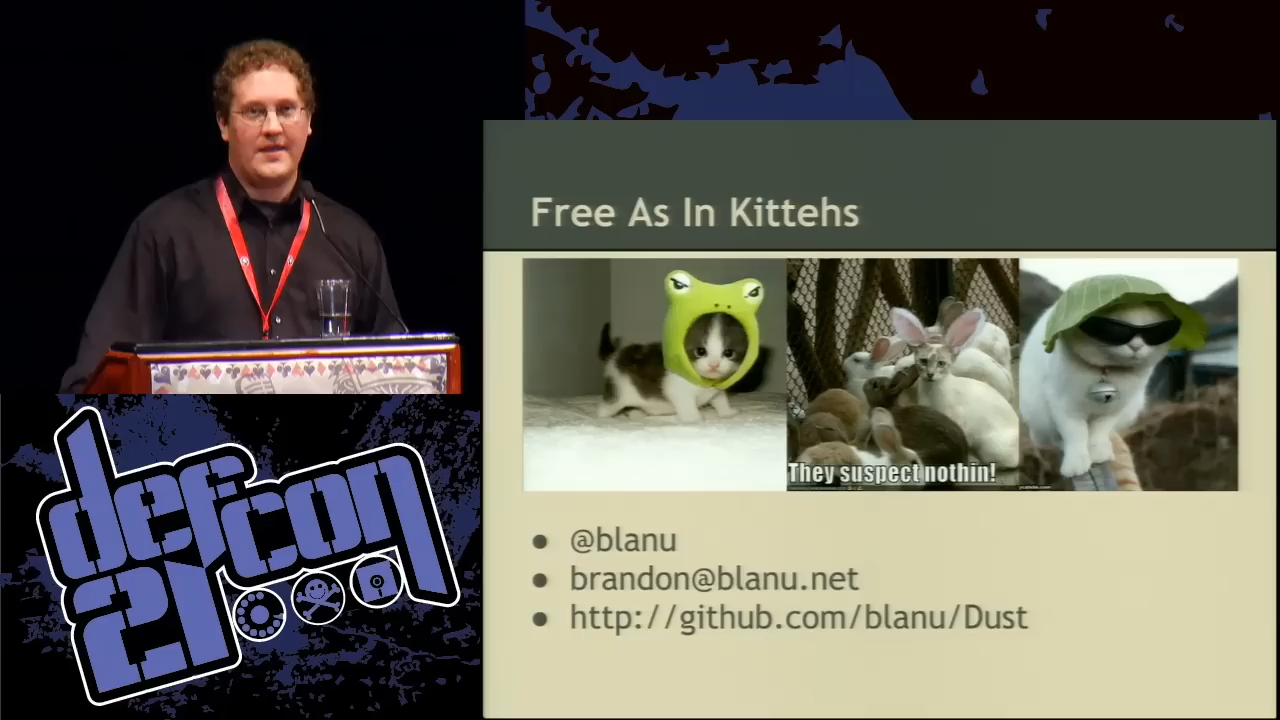 Free As In Kittehs
They suspect nothin!
@blanu
brandon@blanu.net
http://github.com/blanu/Dust
defcon
21